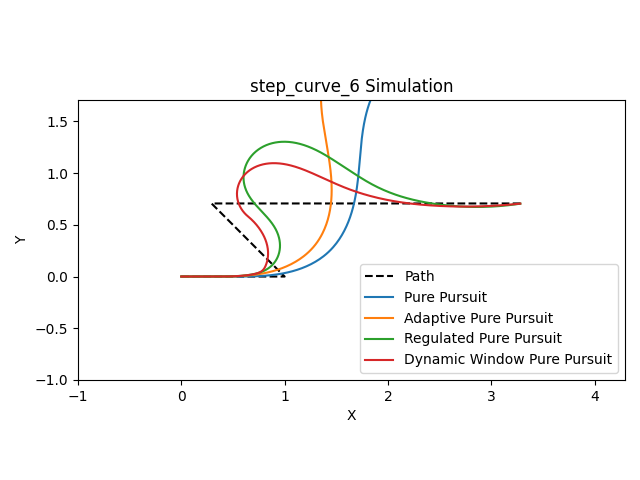 step_curve_6 Simulation
1.5
1.0
0.5
0.0
−0.5
−1.0
Y
Path
Pure Pursuit
Adaptive Pure Pursuit
Regulated Pure Pursuit
Dynamic Window Pure Pursuit
−1
0
1
2
3
4
X